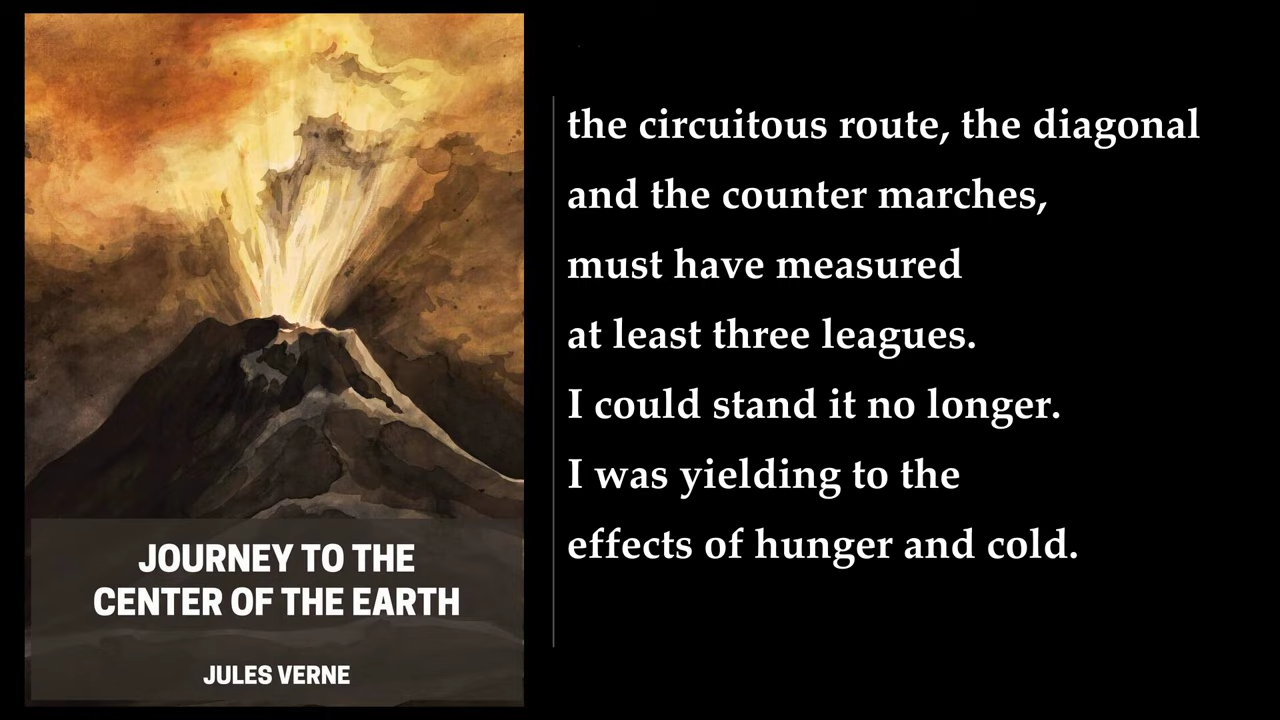 JOURNEY TO THE
CENTER OF THE EARTH
JULES VERNE
the circuitous route, the diagonal
and the counter marches,
must have measured
at least three leagues.
I could stand it no longer.
I was yielding to the
effects of hunger and cold.